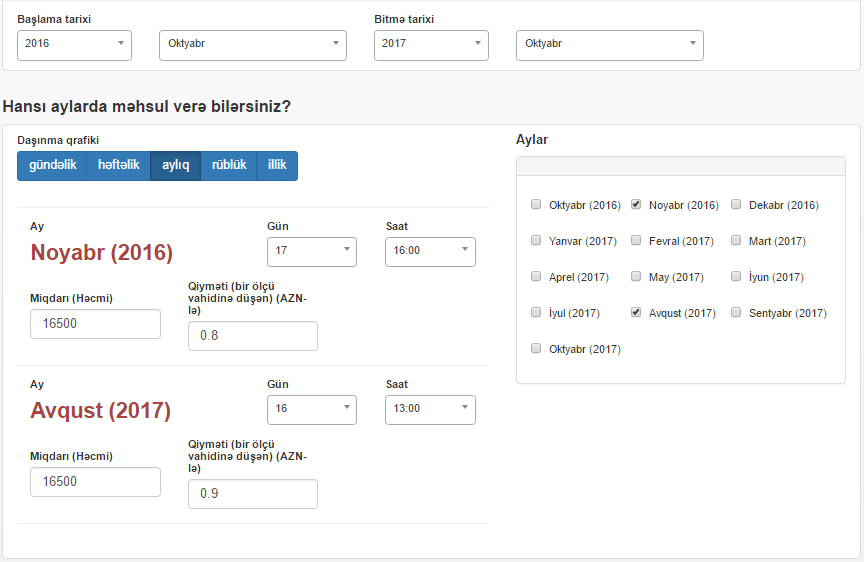 Başlama tarixi
Bitmə tarixi
2016
Oktyabr
2017
Oktyabr
Hansı aylarda məhsul verə bilərsiniz?
Daşınma qrafiki
gündəlik həftəlik aylıq rüblük illik
Ay
Gün
Saat
Noyabr (2016)
17
16:00
Miqdarı (Həcmi)
Qiyməti (bir ölçü
vahidinə düşən) (AZN-
lə)
16500
0.8
Ay
Gün
Saat
Avqust (2017)
16
13:00
Miqdarı (Həcmi)
Qiyməti (bir ölçü
vahidinə düşən) (AZN-
lə)
16500
0.9
Aylar
Oktyabr (2016) Noyabr (2016) Dekabr (2016)
Yanvar (2017) Fevral (2017) Mart (2017)
Aprel (2017) May (2017) İyun (2017)
İyul (2017) Avqust (2017) Sentyabr (2017)
Oktyabr (2017)